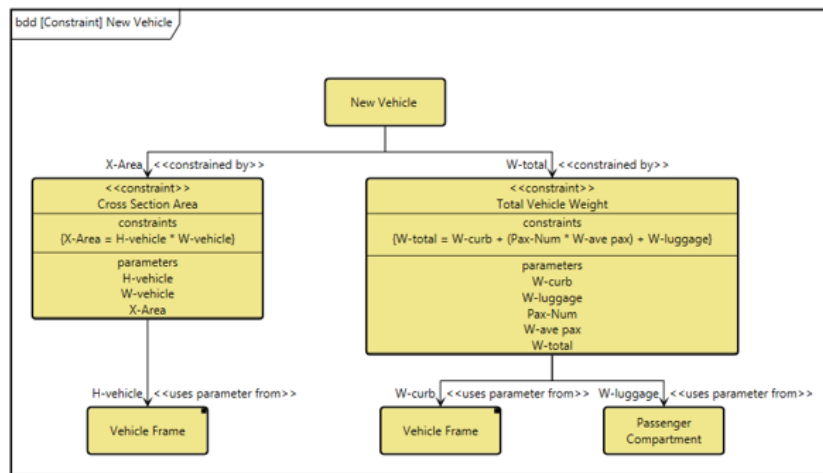 bdd [Constraint] New Vehicle
New Vehicle
X-Area <<constrained by>>
W-total <<constrained by>>
<<constraint>>
Cross Section Area
constraints
{X-Area = H-vehicle * W-vehicle}
parameters
H-vehicle
W-vehicle
X-Area
<<constraint>>
Total Vehicle Weight
constraints
{W-total = W-curb + (Pax-Num * W-ave pax) + W-luggage}
parameters
W-curb
W-luggage
Pax-Num
W-ave pax
W-total
H-vehicle <<uses parameter from>>
W-curb <<uses parameter from>>
W-luggage <<uses parameter from>>
Vehicle Frame
Vehicle Frame
Passenger
Compartment